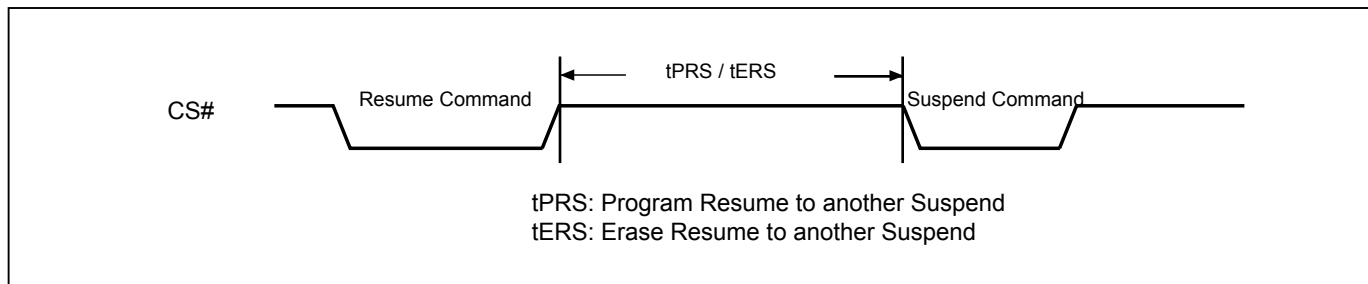 tPRS / tERS
CS#
Resume Command
Suspend Command
tPRS: Program Resume to another Suspend
tERS: Erase Resume to another Suspend